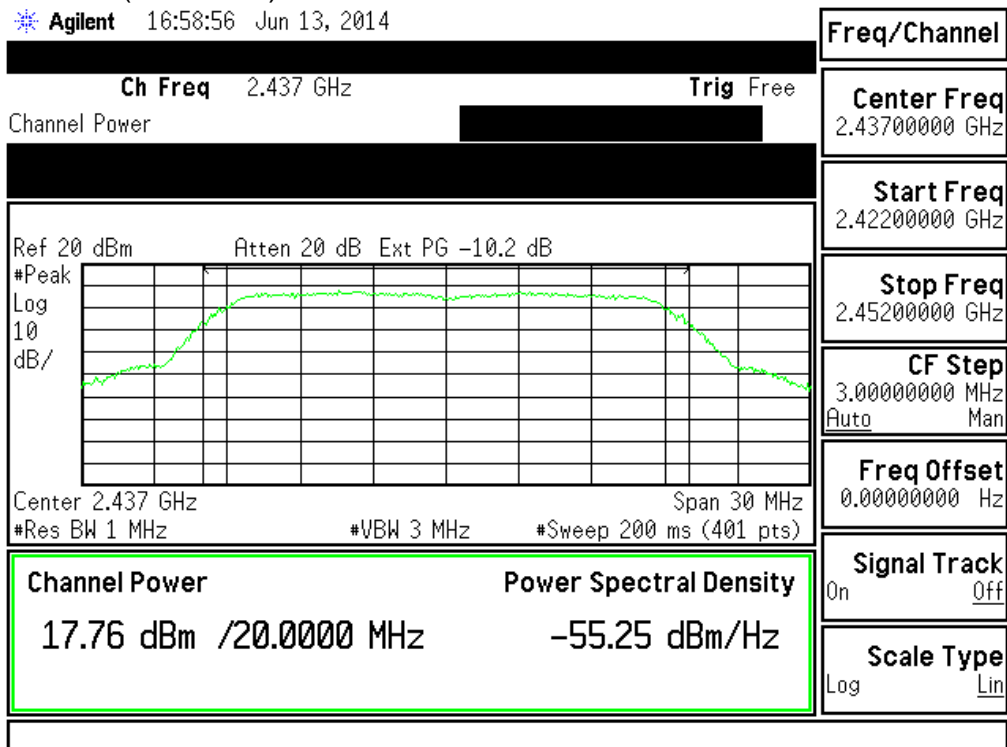 Agilent 16:58:56 Jun 13, 2014
Ch Freq 2.437 GHz Trig Free
Channel Power
Ref 20 dBm Atten 20 dB Ext PG -10.2 dB
#Peak
Log
10
dB/
Center 2.437 GHz Span 30 MHz
#Res BW 1 MHz #VBW 3 MHz #Sweep 200 ms (401 pts)
Channel Power Power Spectral Density
17.76 dBm /20.0000 MHz -55.25 dBm/Hz
Freq/Channel
Center Freq
2.43700000 GHz
Start Freq
2.42200000 GHz
Stop Freq
2.45200000 GHz
CF Step
3.00000000 MHz
Auto Man
Freq Offset
0.00000000 Hz
Signal Track
On Off
Scale Type
Log Lin